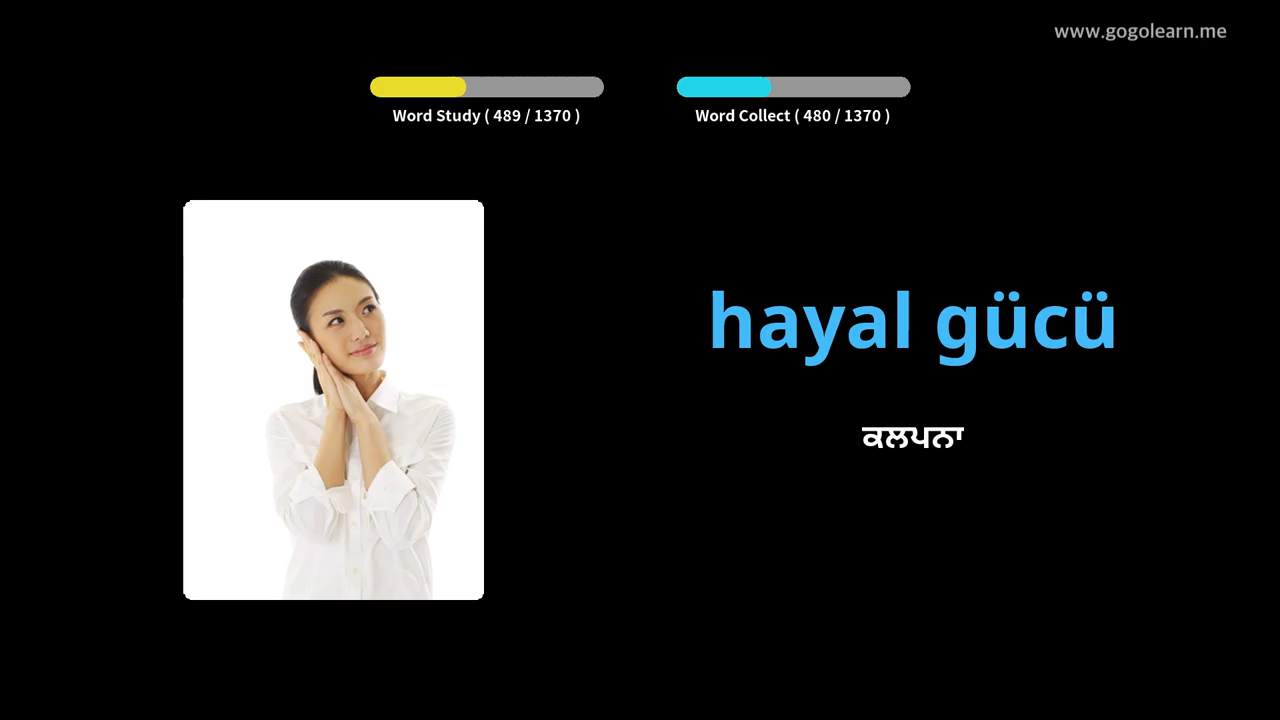 www.gogolearn.me
Word Study ( 489 / 1370 )
Word Collect ( 480 / 1370 )
hayal gücü
ਕਲਪਨਾ